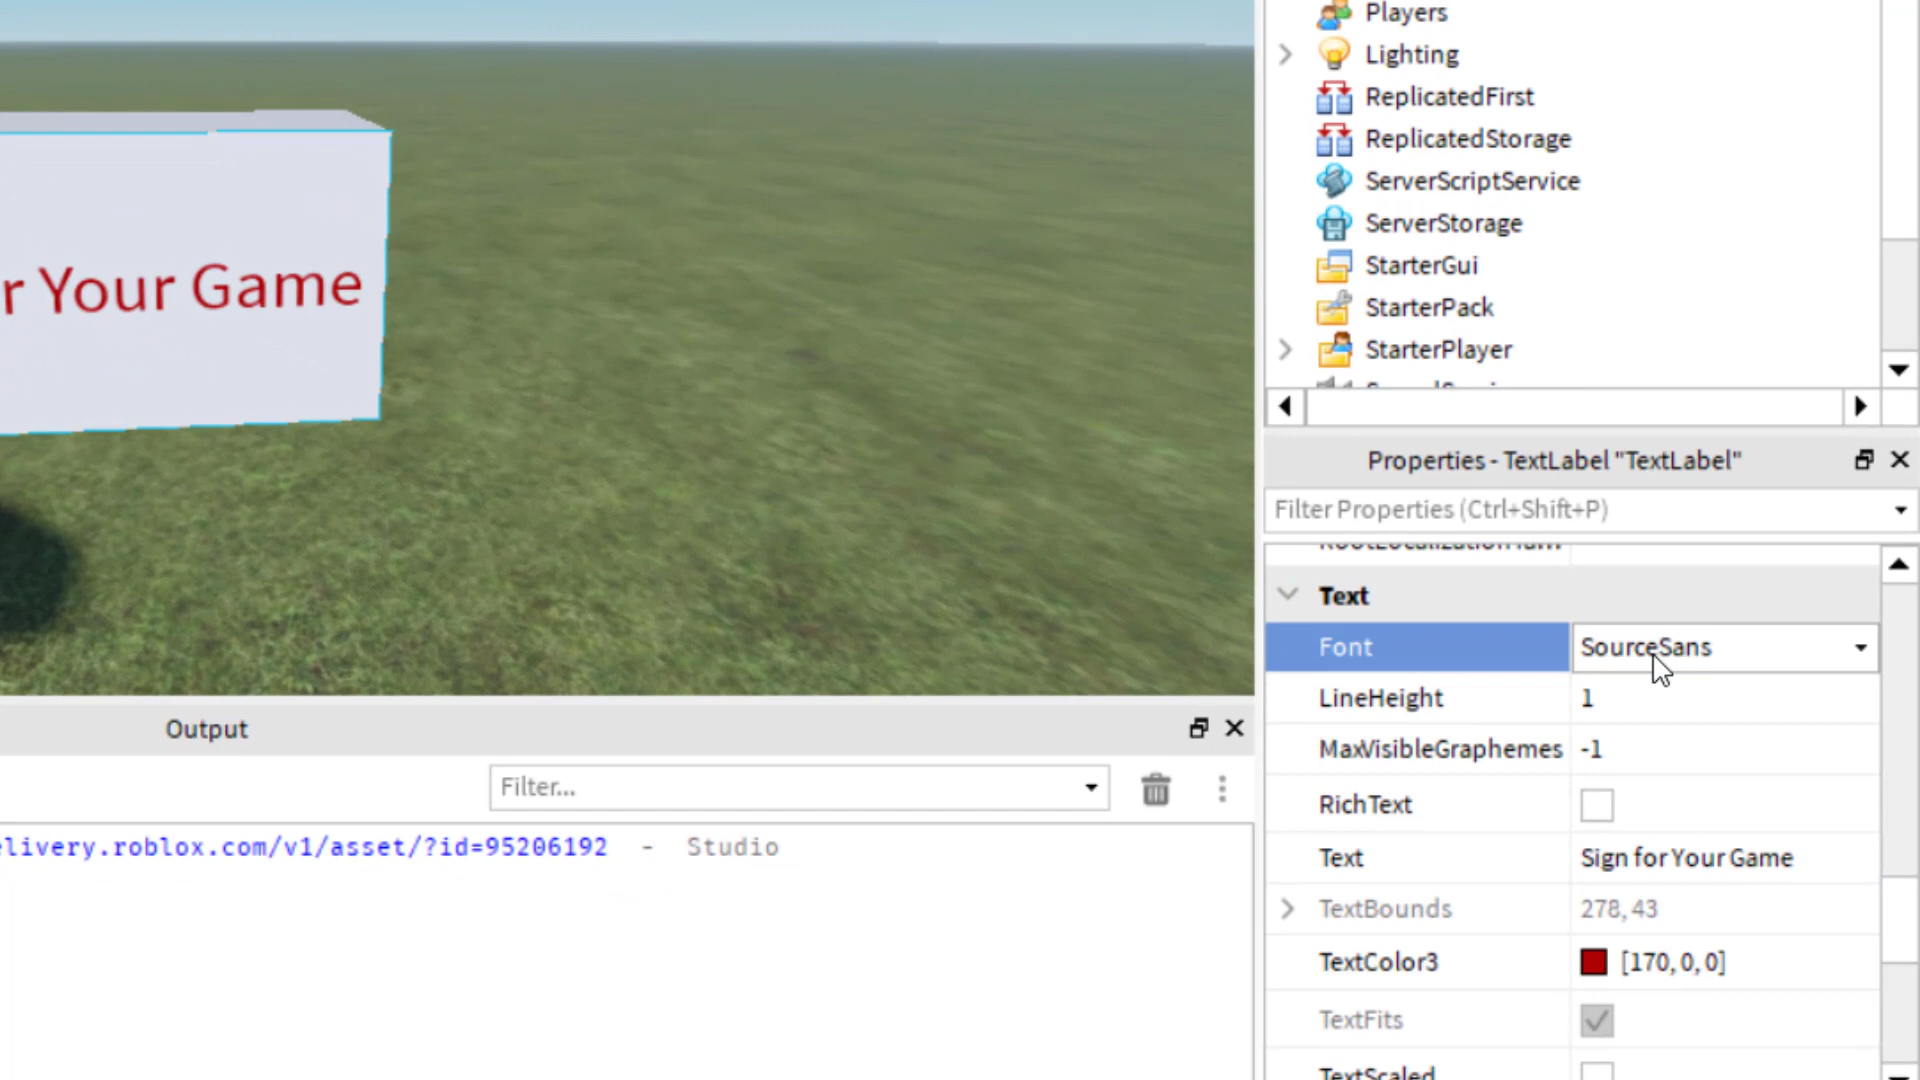 Players
Lighting
ReplicatedFirst
ReplicatedStorage
ServerScriptService
ServerStorage
StarterGui
StarterPack
StarterPlayer
r Your Game
Properties - TextLabel "TextLabel"
Filter Properties (Ctrl+Shift+P)
Text
Font SourceSans
LineHeight 1
MaxVisibleGraphemes -1
RichText
Text Sign for Your Game
TextBounds 278, 43
TextColor3 [170, 0, 0]
TextFits
TextScaled
Output
Filter...
elivery.roblox.com/v1/asset/?id=95206192 - Studio